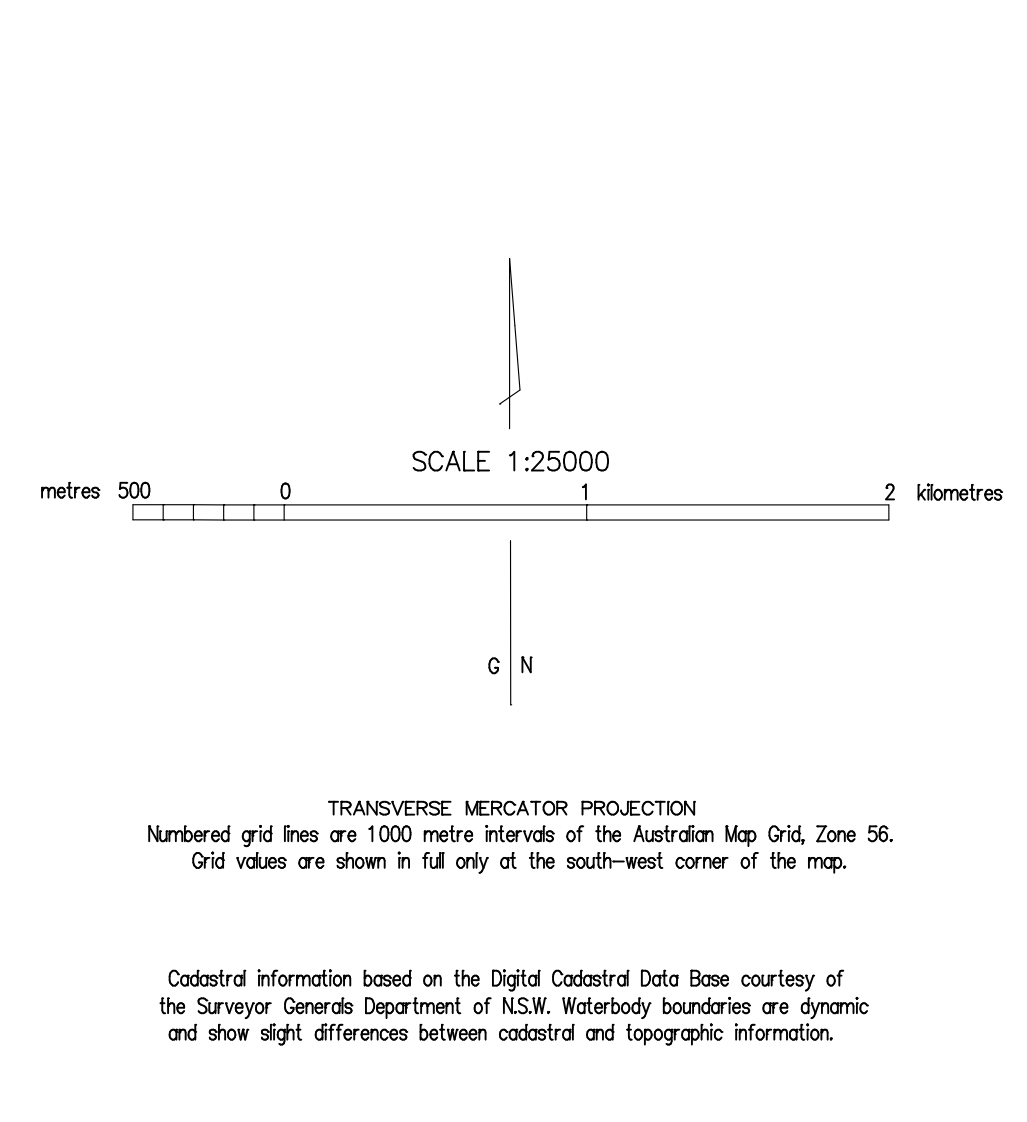 SCALE 1:25000
metres 500 0 1 2 kilometres
G N
TRANSVERSE MERCATOR PROJECTION
Numbered grid lines are 1000 metre intervals of the Australian Map Grid, Zone 56.
Grid values are shown in full only at the south-west corner of the map.
Cadastral information based on the Digital Cadastral Data Base courtesy of
the Surveyor Generals Department of N.S.W. Waterbody boundaries are dynamic
and show slight differences between cadastral and topographic information.